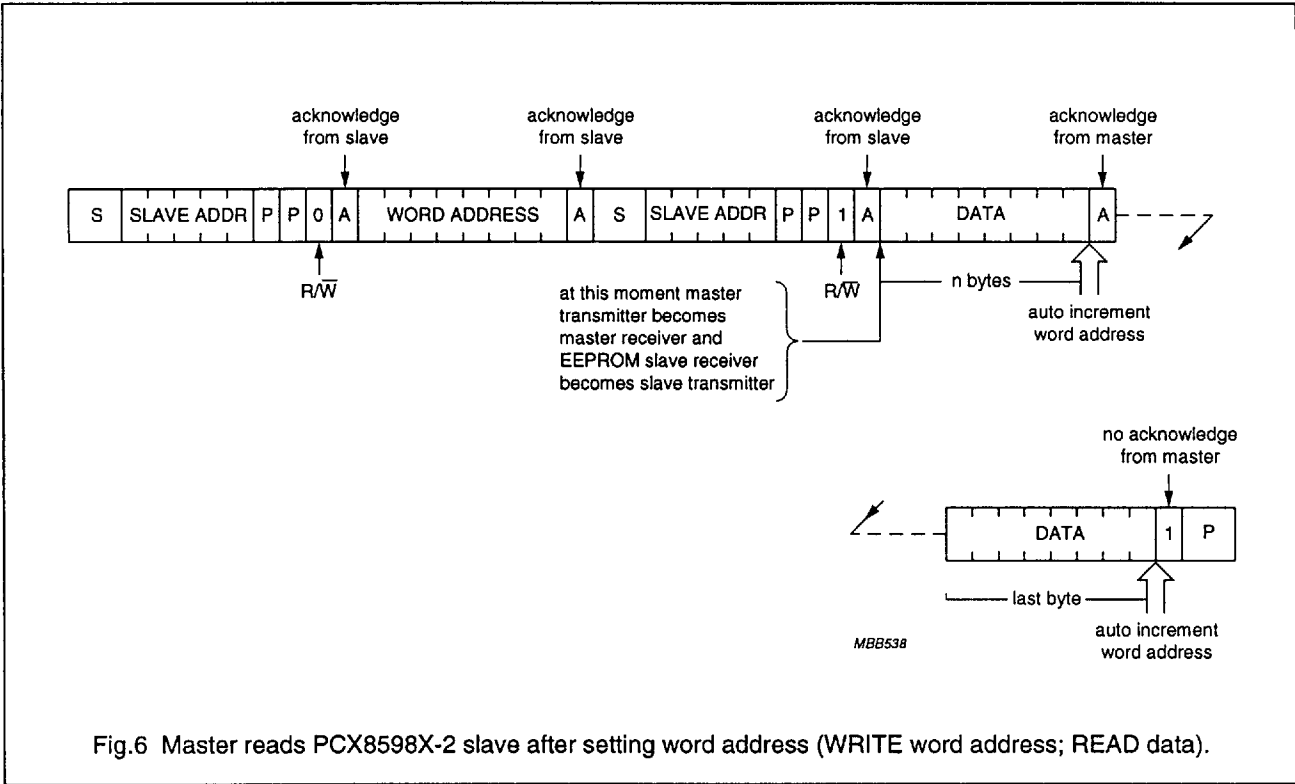 acknowledge
from slave
acknowledge
from slave
acknowledge
from slave
acknowledge
from master
S SLAVE ADDR P P 0 A WORD ADDRESS A S SLAVE ADDR P P 1 A DATA A
R/W̅
at this moment master
transmitter becomes
master receiver and
EEPROM slave receiver
becomes slave transmitter
R/W̅
n bytes
auto increment
word address
no acknowledge
from master
DATA 1 P
last byte
auto increment
word address
MBB538
Fig.6 Master reads PCX8598X-2 slave after setting word address (WRITE word address; READ data).